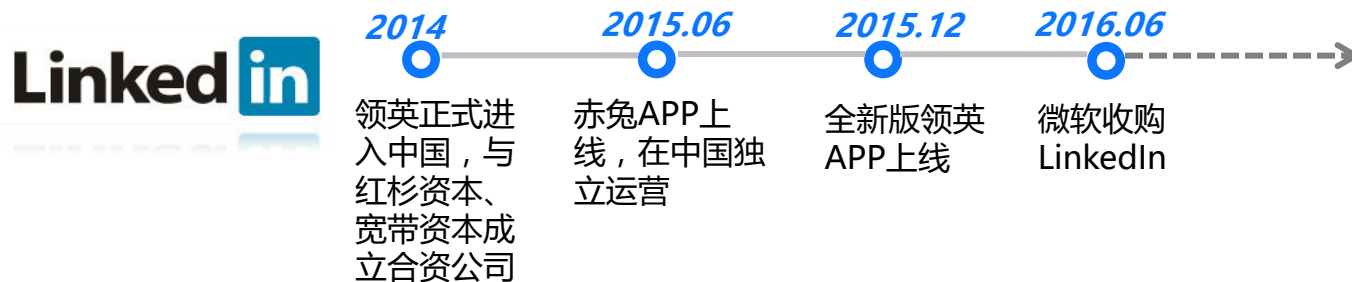 LinkedIn
2014
2015.06
2015.12
2016.06
领英正式进
入中国，与
红杉资本、
宽带资本成
立合资公司
赤兔APP上
线，在中国独
立运营
全新版领英
APP上线
微软收购
LinkedIn